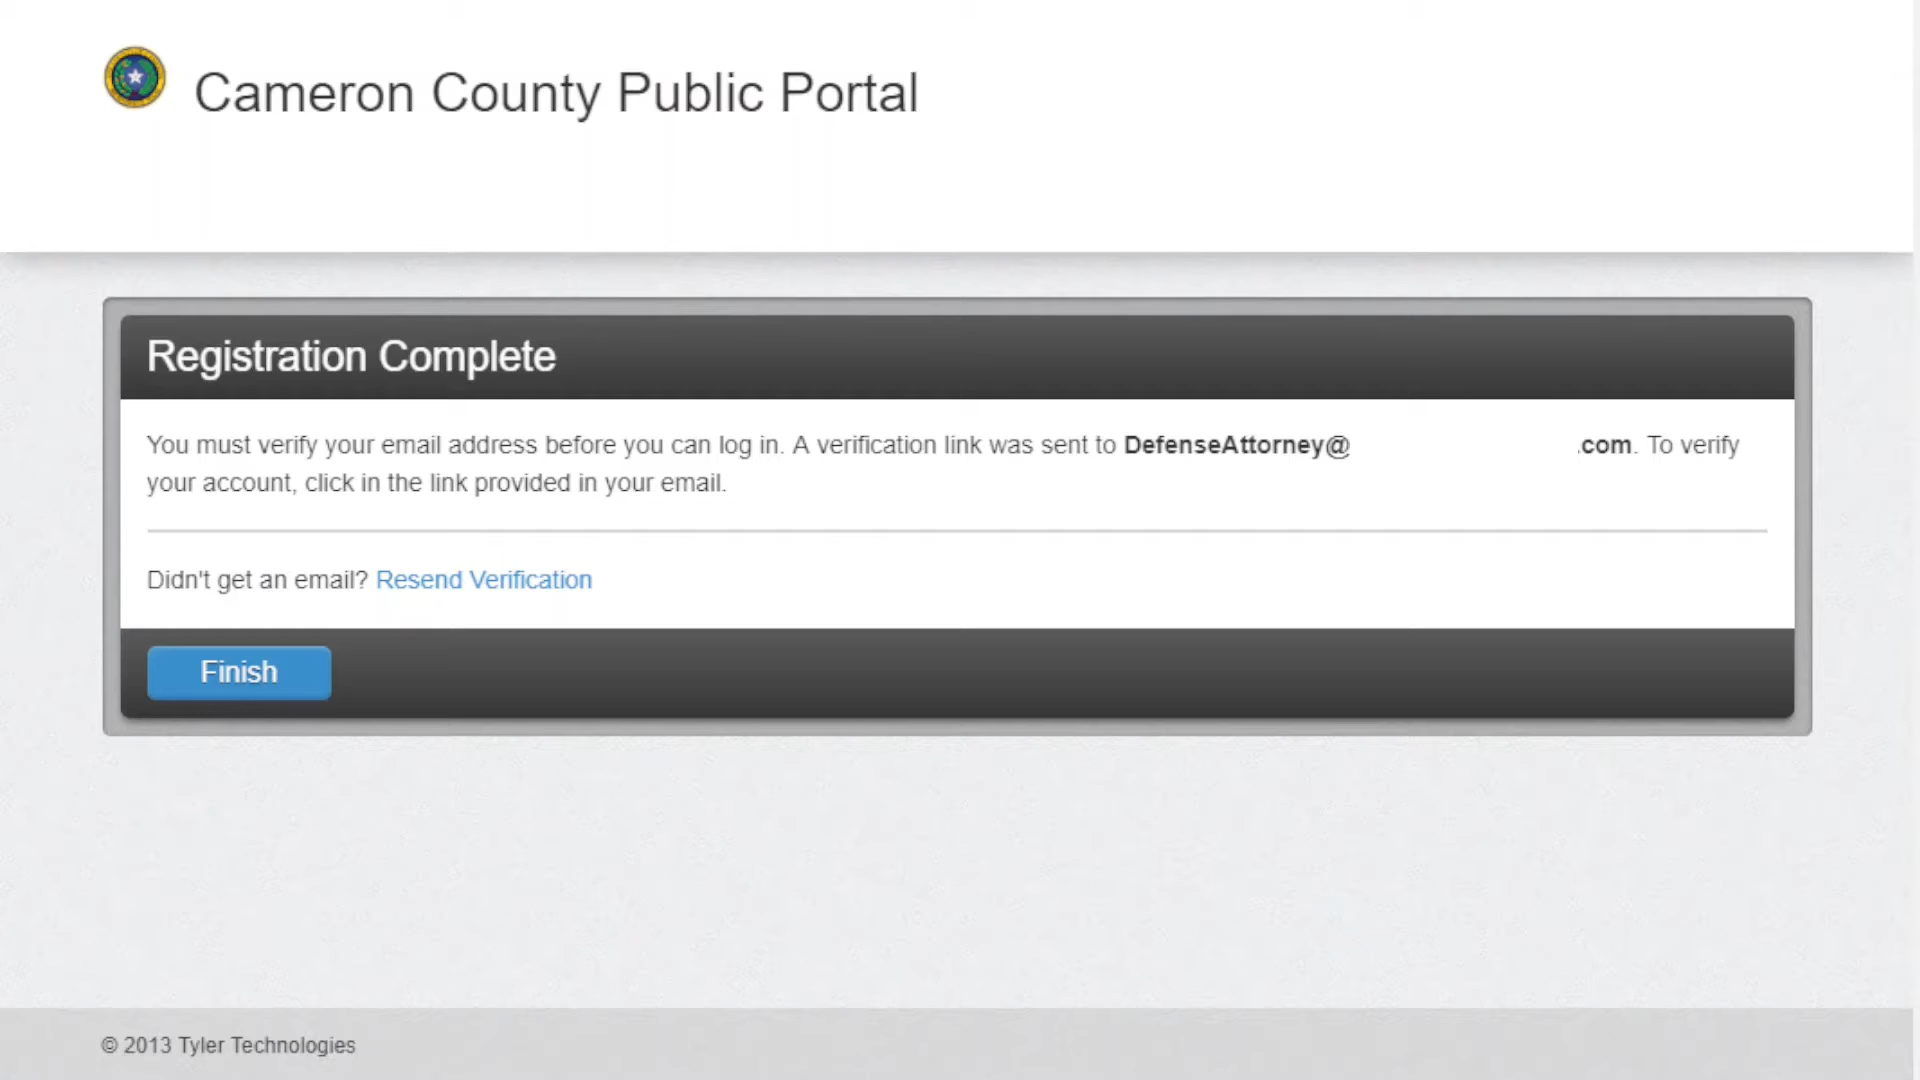 Cameron County Public Portal
Registration Complete
You must verify your email address before you can log in. A verification link was sent to DefenseAttorney@ .com. To verify
your account, click in the link provided in your email.
Didn't get an email? Resend Verification
Finish
© 2013 Tyler Technologies